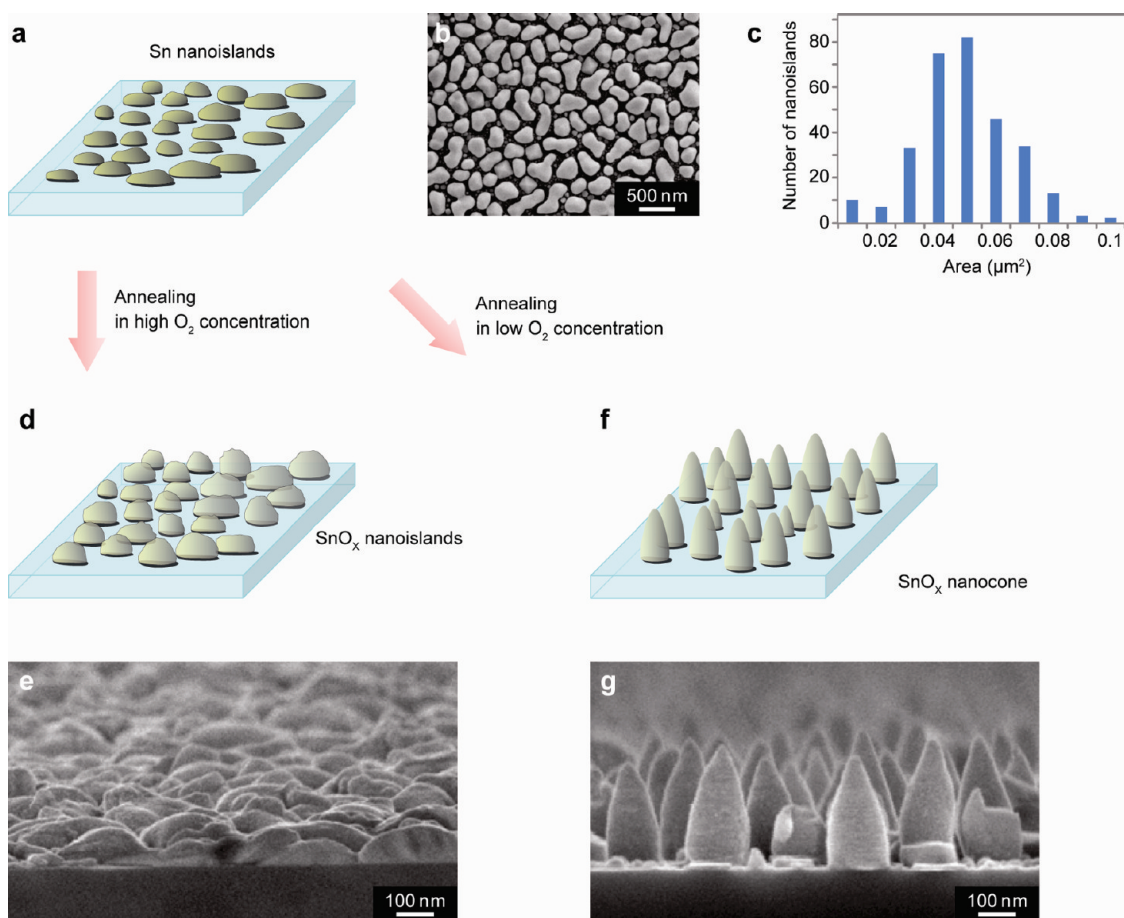 a
Sn nanoislands
b
500 nm
c
Number of nanoislands
80
60
40
20
0
0.02 0.04 0.06 0.08 0.1
Area (µm²)
Annealing
in high O₂ concentration
Annealing
in low O₂ concentration
d
SnOₓ nanoislands
f
SnOₓ nanocone
e
100 nm
g
100 nm